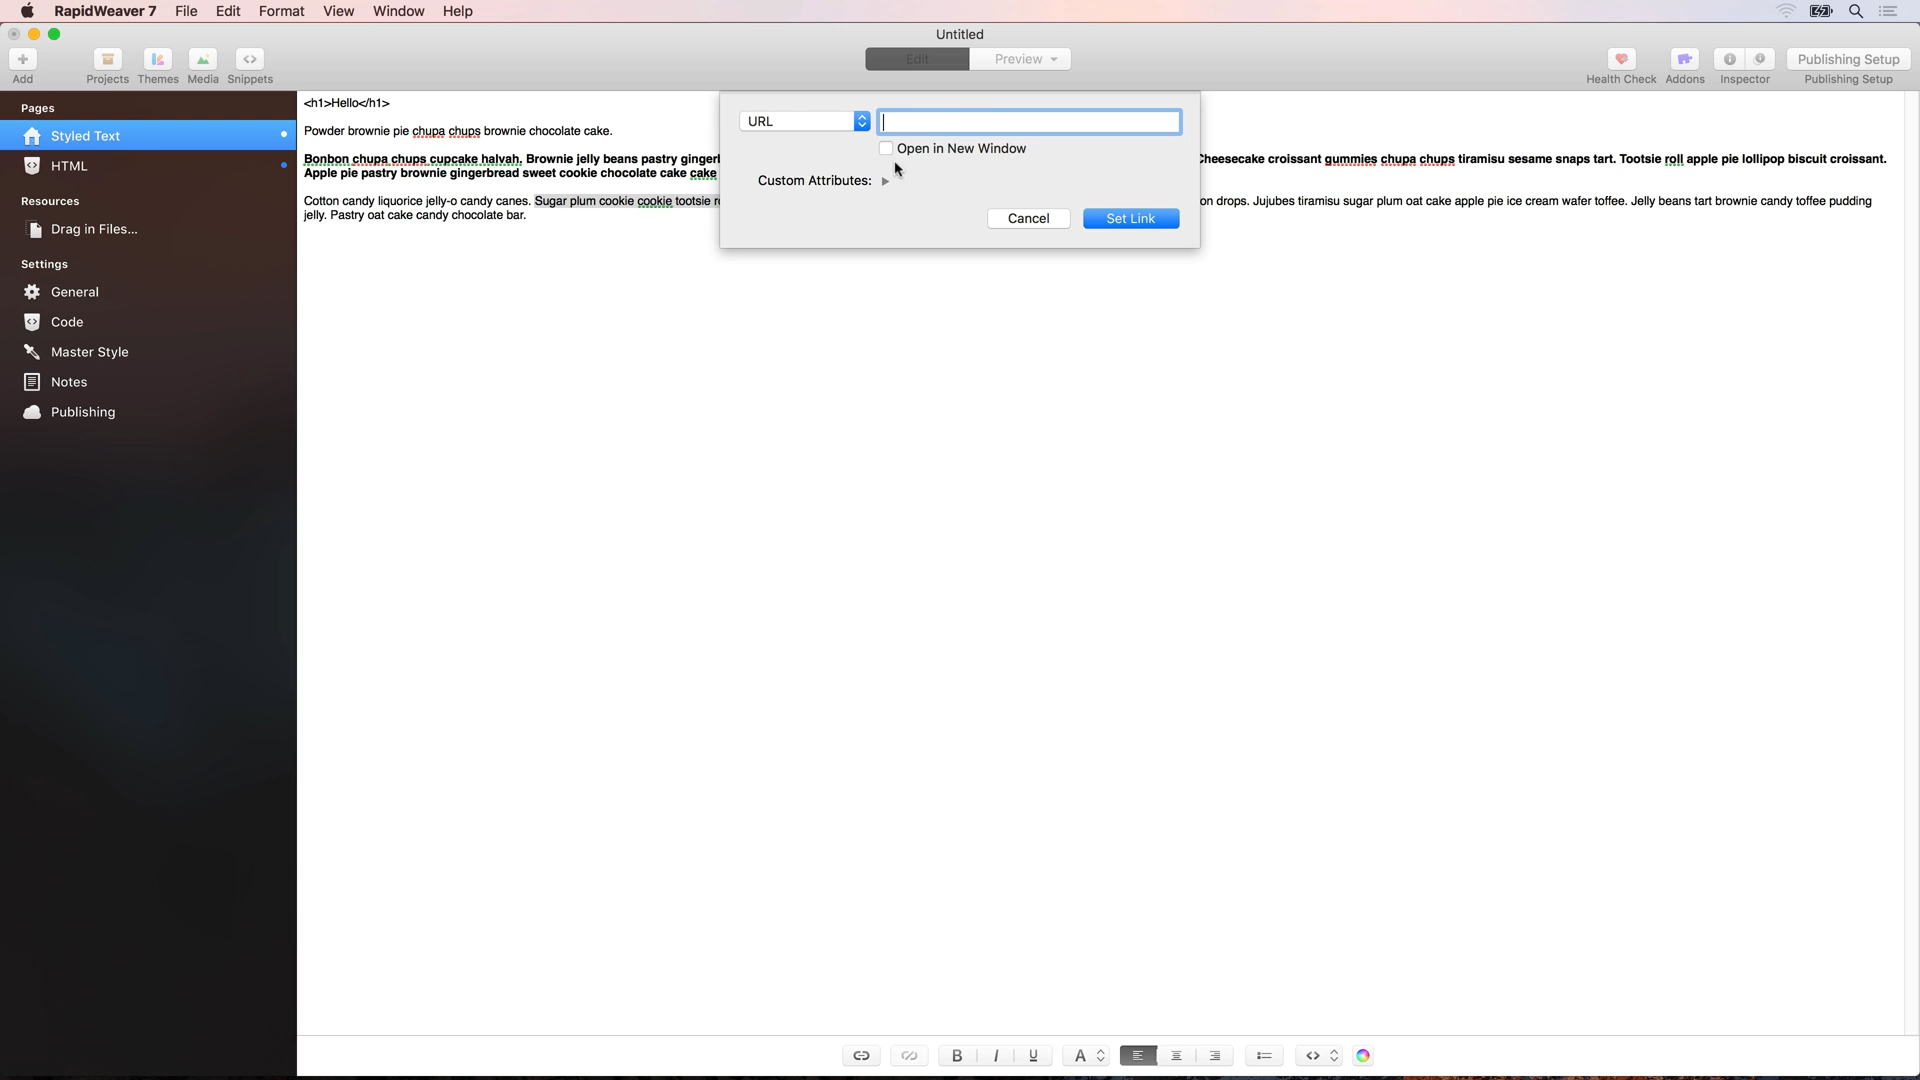 RapidWeaver 7 File Edit Format View Window Help
Untitled
Edit Preview
Add Projects Themes Media Snippets
Health Check Addons Inspector
Publishing Setup
Publishing Setup
Pages
Styled Text
HTML
Resources
Drag in Files...
Settings
General
Code
Master Style
Notes
Publishing
<h1>Hello</h1>
Powder brownie pie chupa chups brownie chocolate cake.
Bonbon chupa chups cupcake halvah. Brownie jelly beans pastry gingerl
Cheesecake croissant gummies chupa chups tiramisu sesame snaps tart. Tootsie roll apple pie lollipop biscuit croissant.
Apple pie pastry brownie gingerbread sweet cookie chocolate cake cake
Cotton candy liquorice jelly-o candy canes. Sugar plum cookie cookie tootsie ro
on drops. Jujubes tiramisu sugar plum oat cake apple pie ice cream wafer toffee. Jelly beans tart brownie candy toffee pudding
jelly. Pastry oat cake candy chocolate bar.
URL
Open in New Window
Custom Attributes:
Cancel Set Link
B I U A